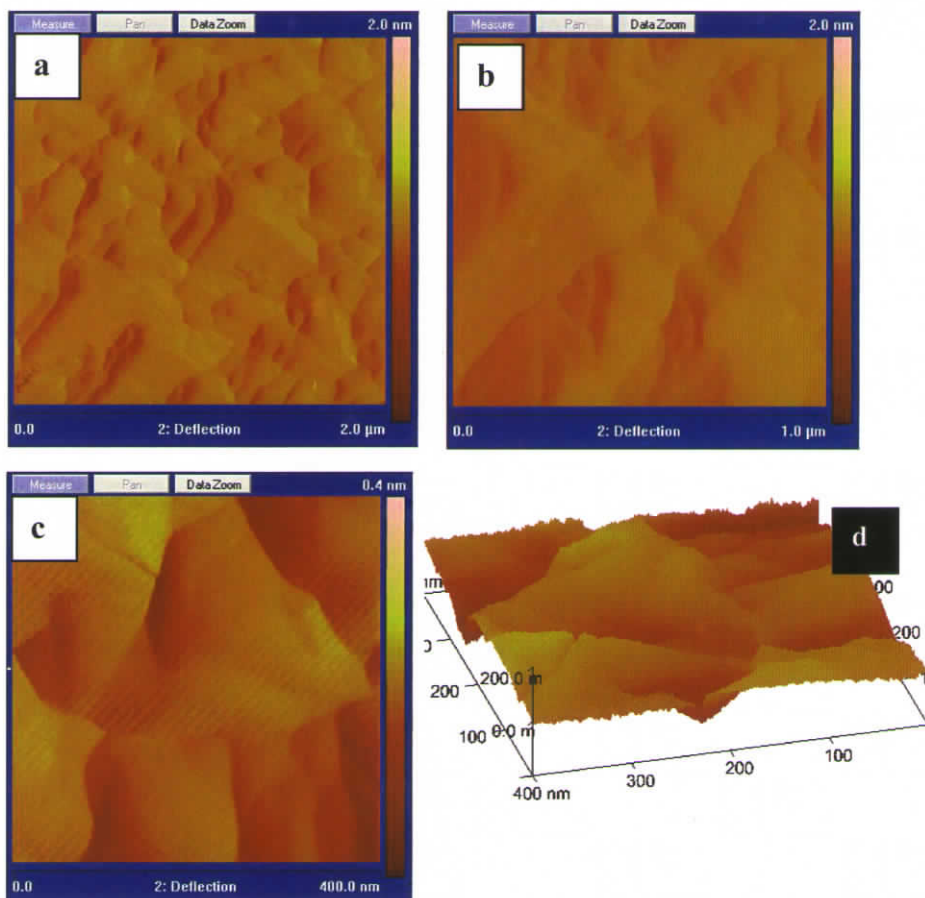 Measure Pan Data Zoom 2.0 nm
a
0.0 2: Deflection 2.0 µm
Measure Pan Data Zoom 2.0 nm
b
0.0 2: Deflection 1.0 µm
Measure Pan Data Zoom 0.4 nm
c
0.0 2: Deflection 400.0 nm
d
200
200
200.0 m
100
0.0 m
400 nm
300
200
100